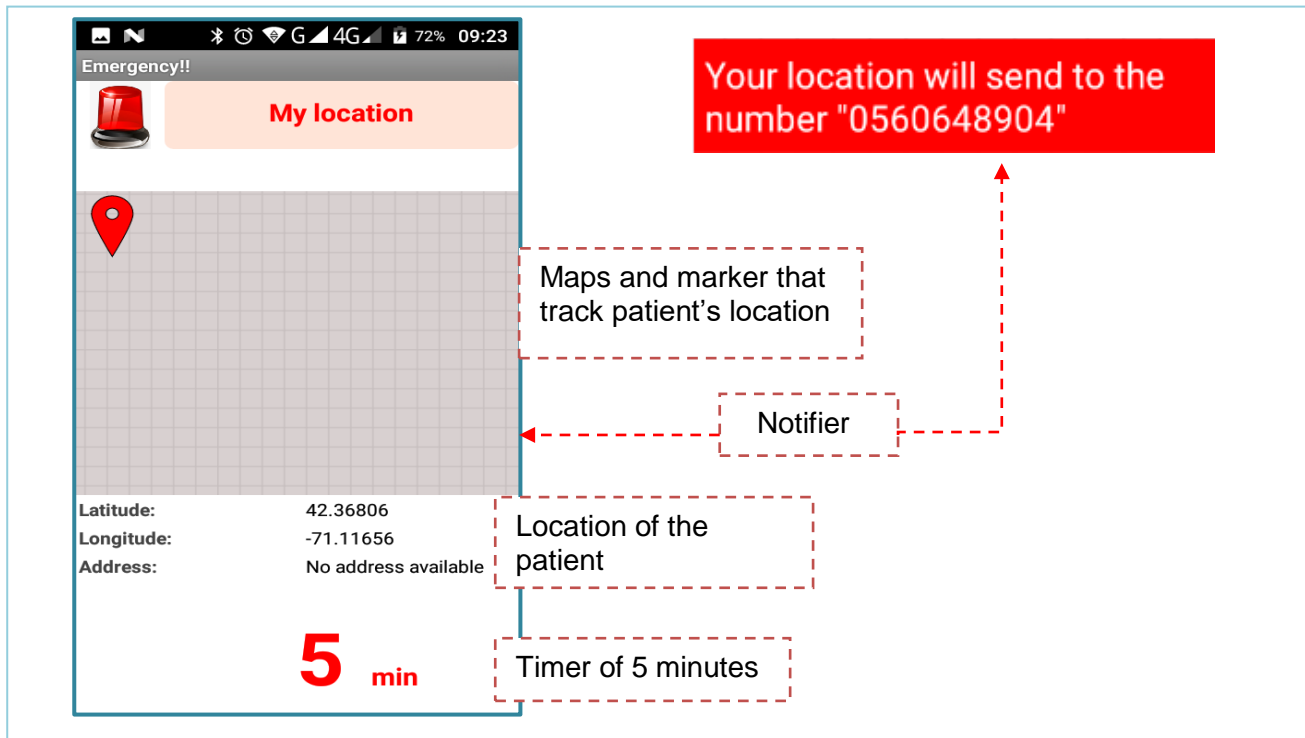 G 4G 72% 09:23
Emergency!!
My location
Your location will send to the
number "0560648904"
Maps and marker that
track patient’s location
Notifier
Latitude: 42.36806
Longitude: -71.11656
Address: No address available
Location of the
patient
5 min
Timer of 5 minutes